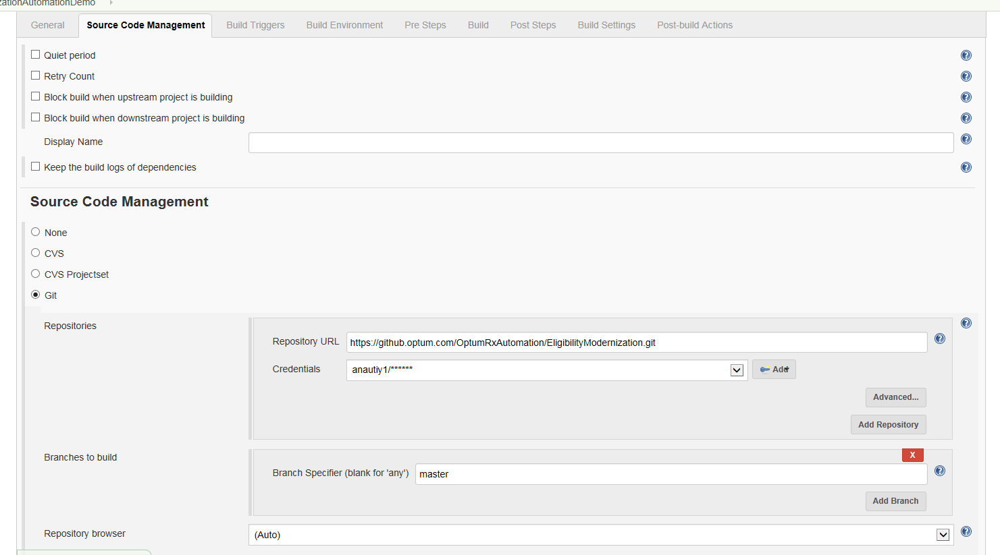 zationAutomationDemo
General Source Code Management Build Triggers Build Environment Pre Steps Build Post Steps Build Settings Post-build Actions
Quiet period
Retry Count
Block build when upstream project is building
Block build when downstream project is building
Display Name
Keep the build logs of dependencies
Source Code Management
None
CVS
CVS Projectset
Git
Repositories
Repository URL https://github.optum.com/OptumRxAutomation/EligibilityModernization.git
Credentials anautiy1/****** Add
Advanced...
Add Repository
Branches to build
X
Branch Specifier (blank for 'any') master
Add Branch
Repository browser (Auto)